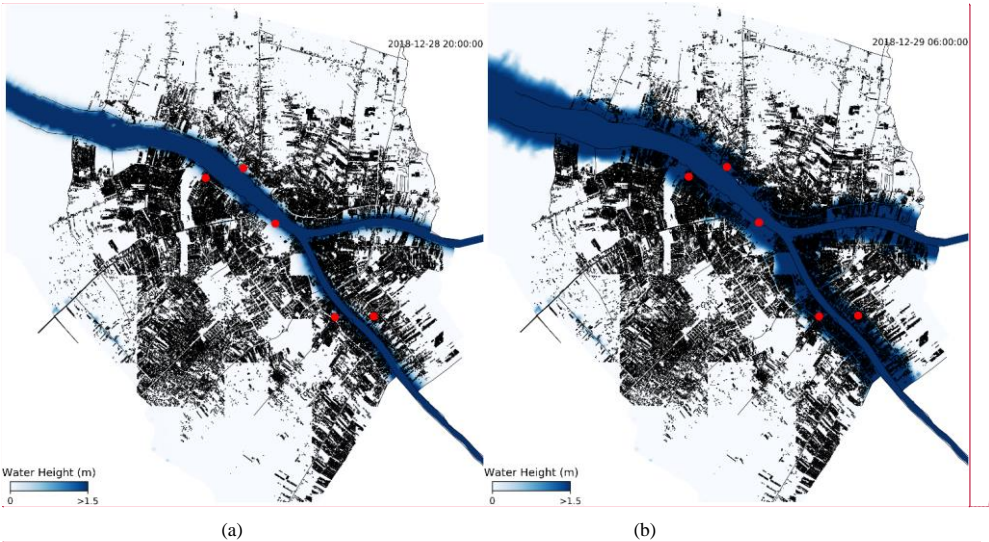 2018-12-28 20:00:00
2018-12-29 06:00:00
Water Height (m)
0 >1.5
Water Height (m)
0 >1.5
(a)
(b)